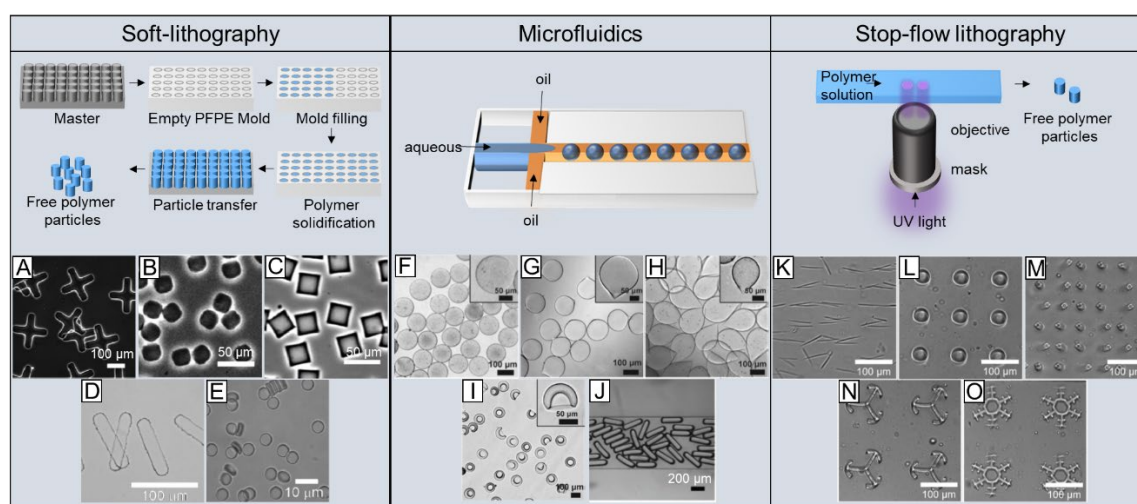 Soft-lithography
Master
Empty PFPE Mold
Mold filling
Free polymer
particles
Particle transfer
Polymer
solidification
A
100 µm
B
50 µm
C
50 µm
D
100 µm
E
10 µm
Microfluidics
oil
aqueous
oil
F
50 µm
100 µm
G
50 µm
100 µm
H
50 µm
100 µm
I
50 µm
100 µm
J
200 µm
Stop-flow lithography
Polymer
solution
objective
Free polymer
particles
mask
UV light
K
100 µm
L
100 µm
M
100 µm
N
100 µm
O
100 µm